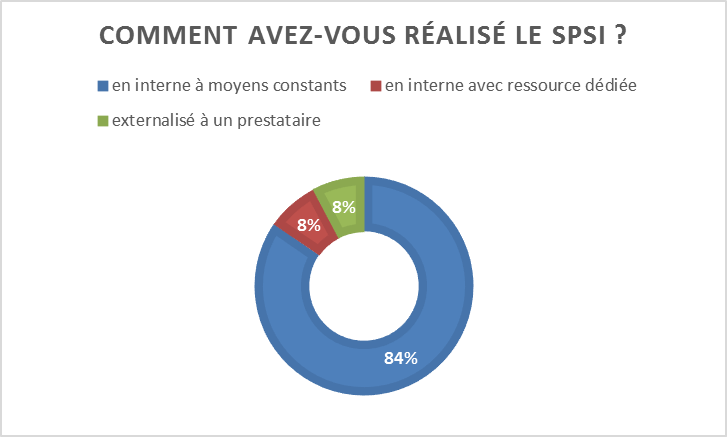 COMMENT AVEZ-VOUS RÉALISÉ LE SPSI ?
en interne à moyens constants en interne avec ressource dédiée
externalisé à un prestataire
8%
8%
84%